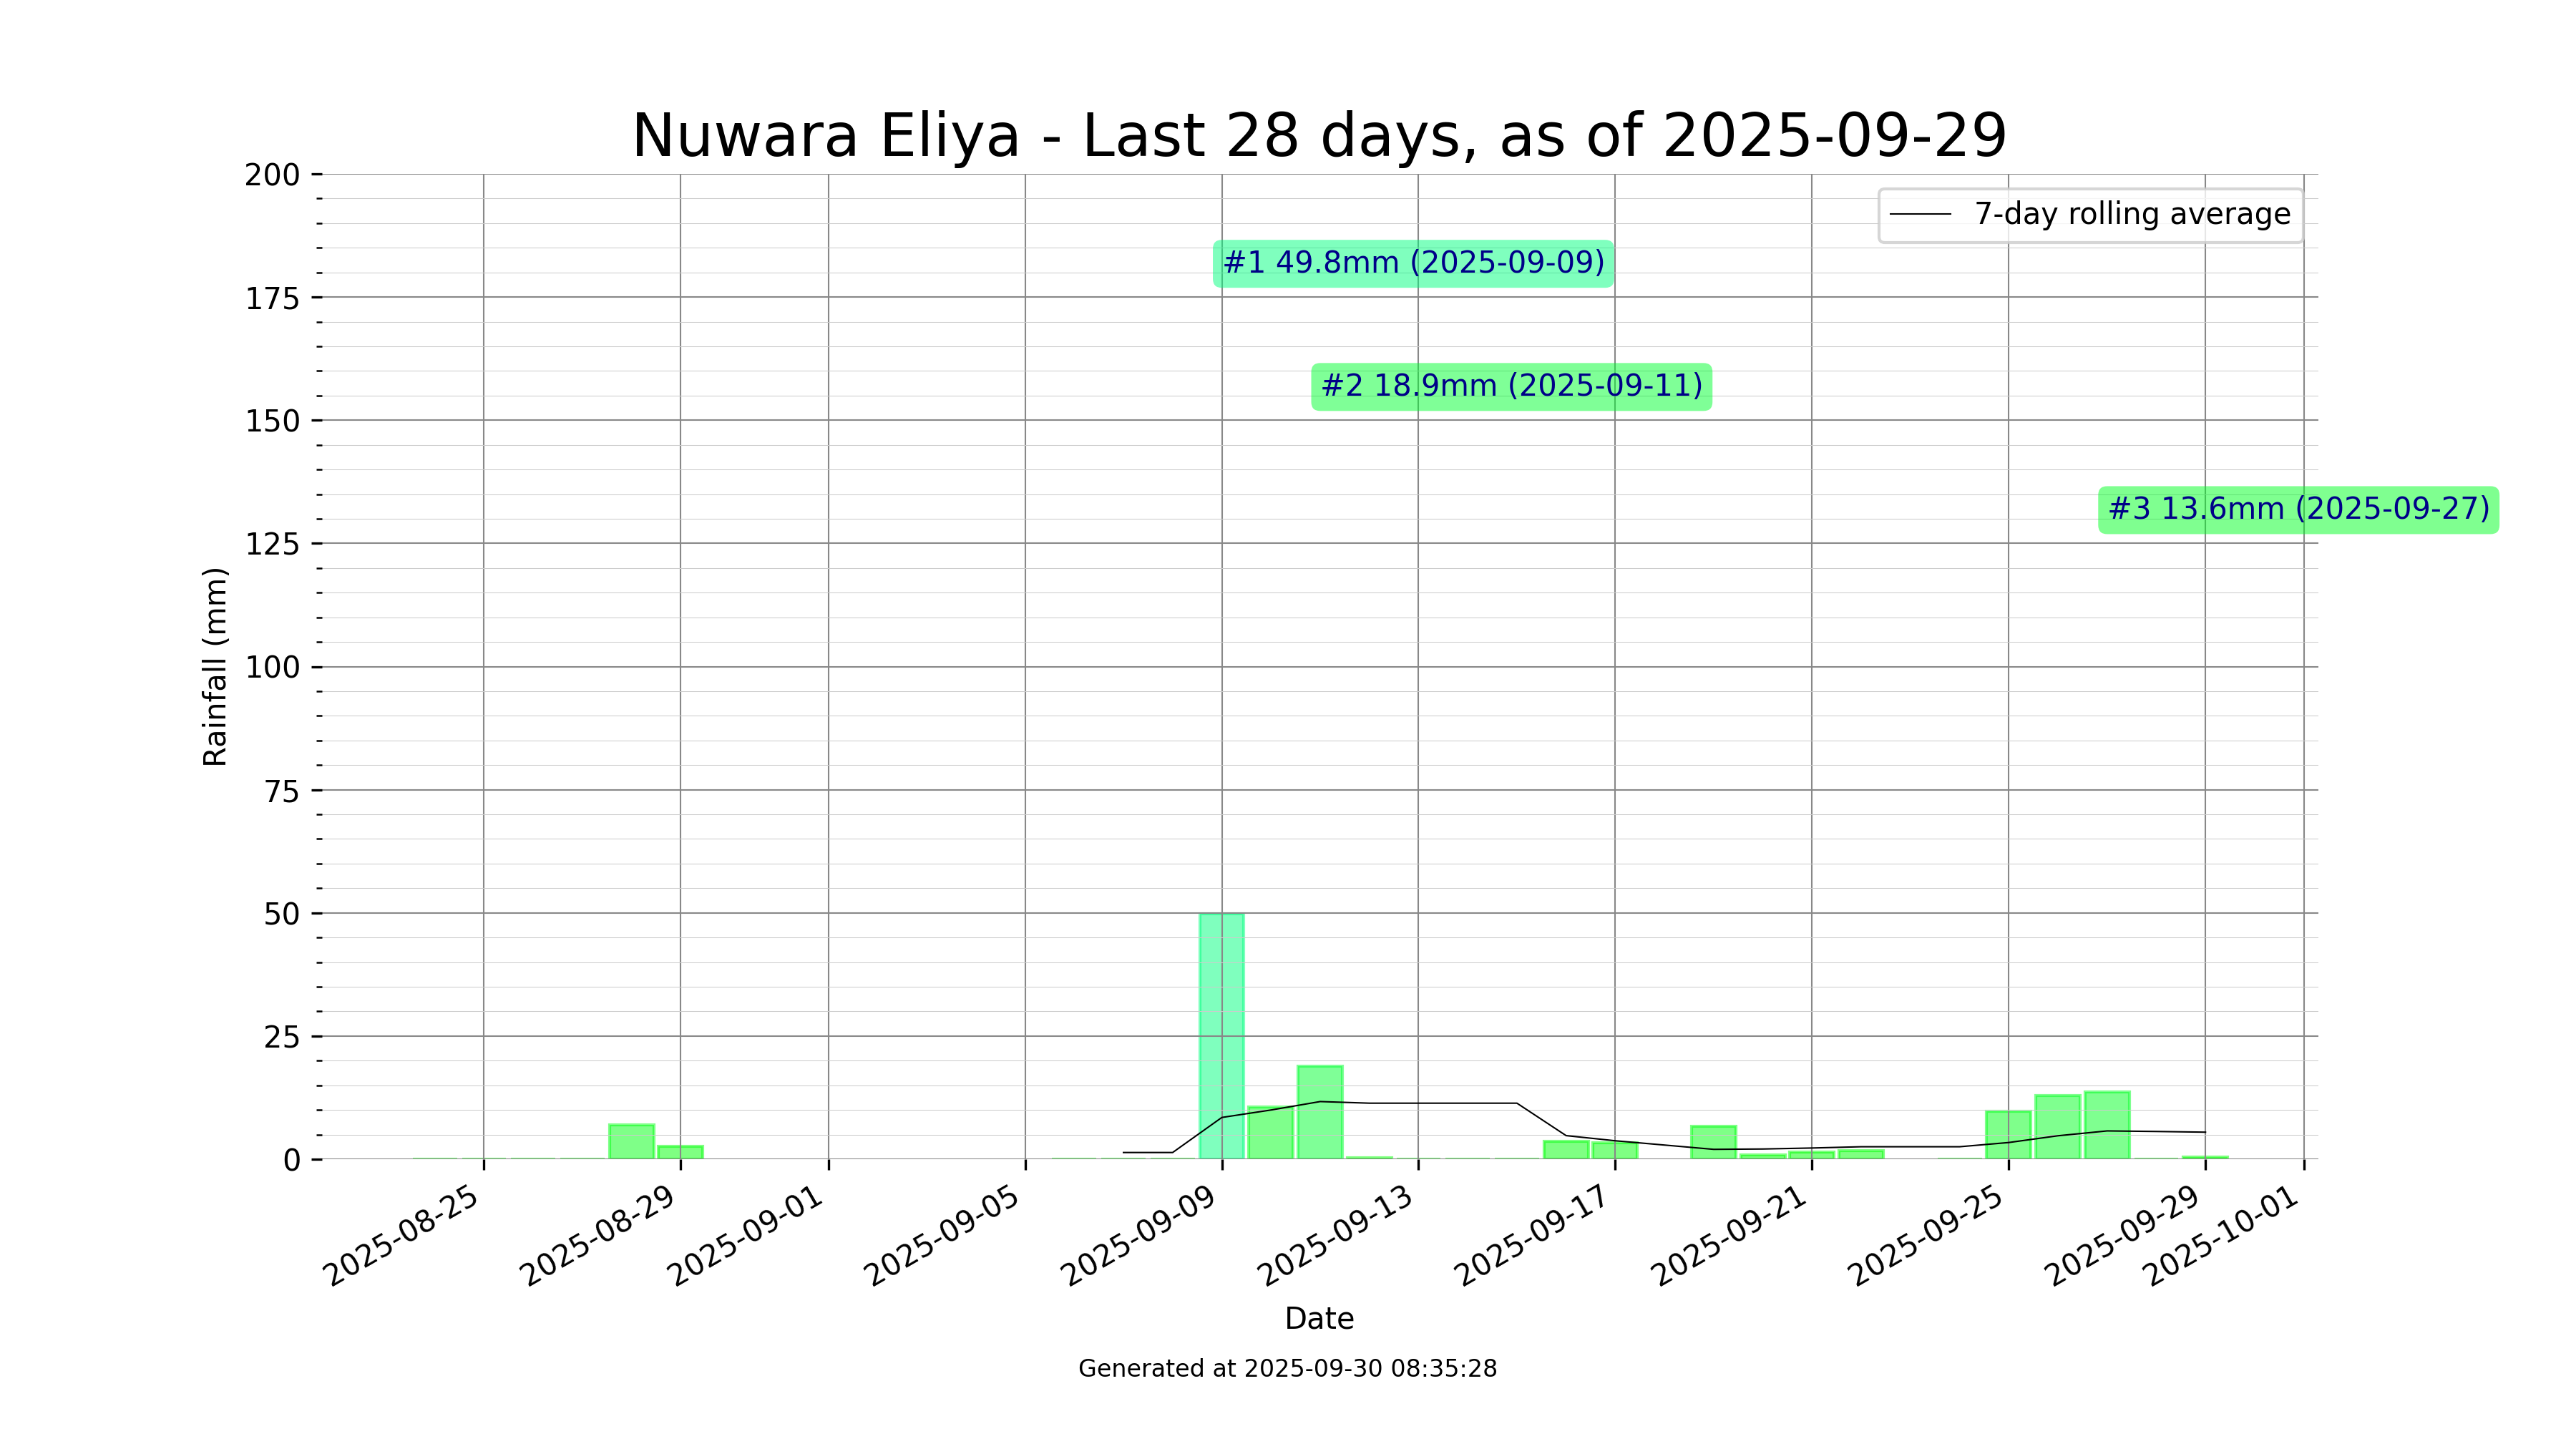 Nuwara Eliya - Last 28 days, as of 2025-09-29
7-day rolling average
#1 49.8mm (2025-09-09)
#2 18.9mm (2025-09-11)
#3 13.6mm (2025-09-27)
Rainfall (mm)
200
175
150
125
100
75
50
25
0
2025-08-25
2025-08-29
2025-09-01
2025-09-05
2025-09-09
2025-09-13
2025-09-17
2025-09-21
2025-09-25
2025-09-29
2025-10-01
Date
Generated at 2025-09-30 08:35:28